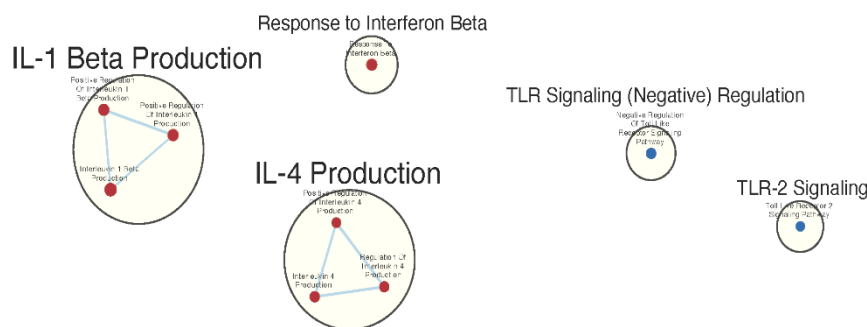 Response to Interferon Beta
Response To
Interferon Beta
IL-1 Beta Production
Positive Regulation
Of Interleukin 1
Beta Production
Positive Regulation
Of Interleukin 1
Production
Interleukin 1 Beta
Production
TLR Signaling (Negative) Regulation
Negative Regulation
Of Toll Like
Receptor Signaling
Pathway
IL-4 Production
Positive Regulation
Of Interleukin 4
Production
Regulation Of
Interleukin 4
Production
Interleukin 4
Production
TLR-2 Signaling
Toll Like Receptor 2
Signaling Pathway